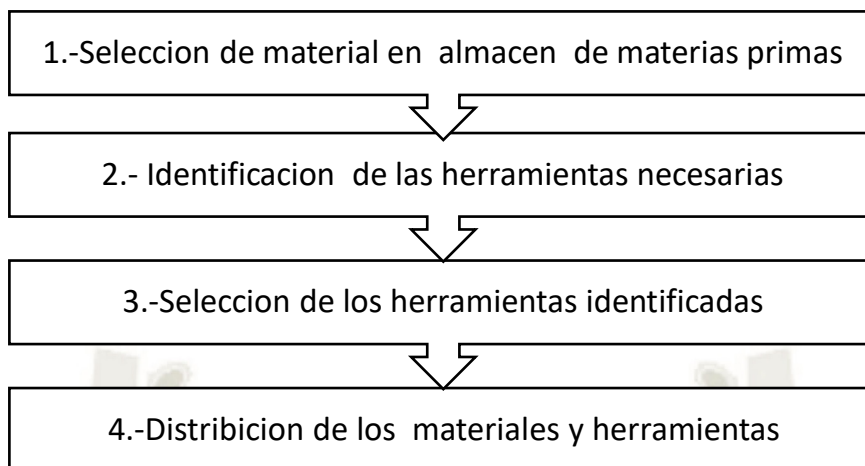 1.-Seleccion de material en almacen de materias primas
2.- Identificacion de las herramientas necesarias
3.-Seleccion de los herramientas identificadas
4.-Distribicion de los materiales y herramientas